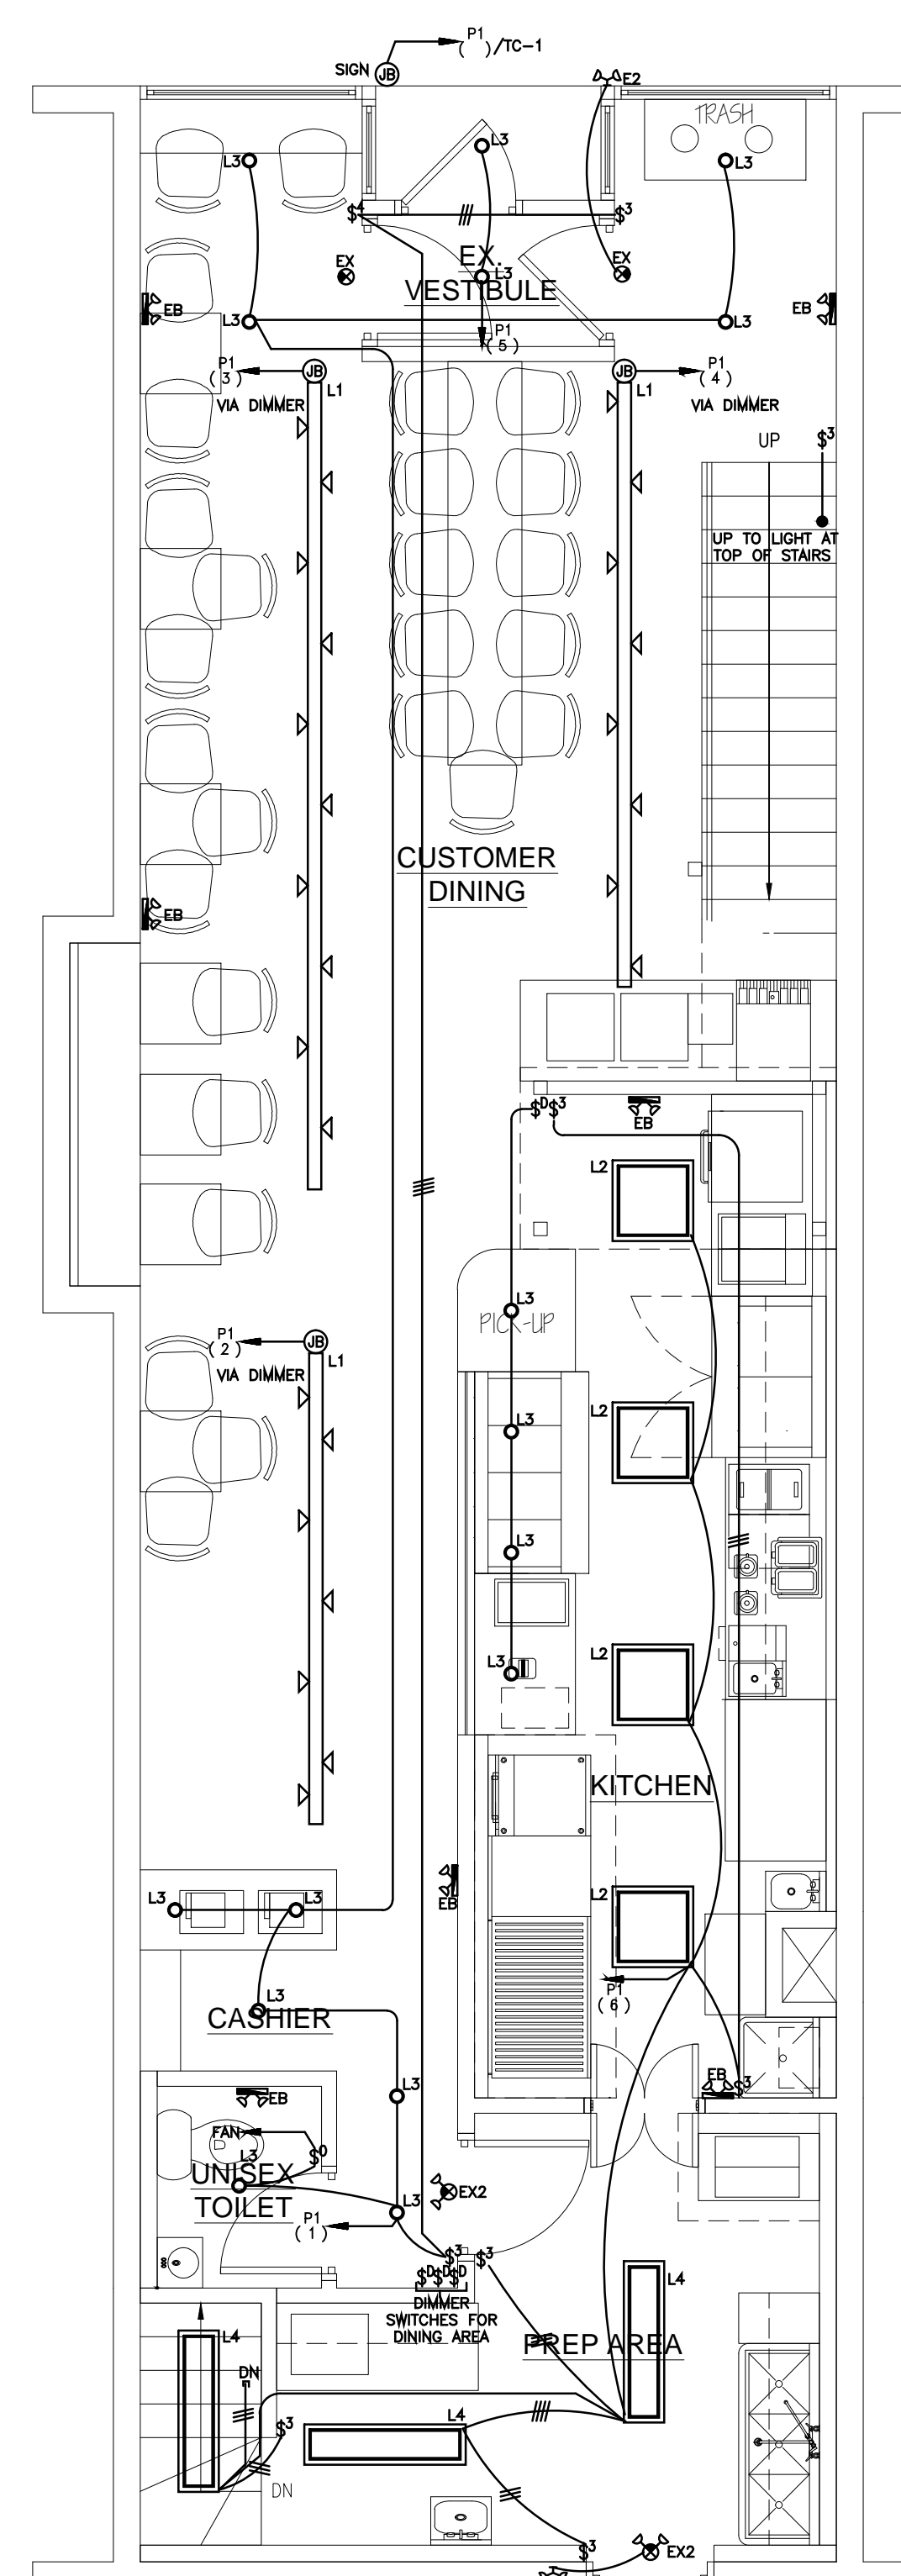 P1
( )/TC-1
SIGN JB
E2
TRASH
L3
L3
L3
$4
$3
EX
EX
EX.
VESTIBULE
L3
EB
EB
L3
L3
P1
( 5 )
P1
( 3 )
JB
L1
VIA DIMMER
JB
L1
P1
( 4 )
VIA DIMMER
UP
$3
UP TO LIGHT AT
TOP OF STAIRS
CUSTOMER
DINING
EB
$D $3
EB
L2
L3
PICK-UP
P1
( 2 )
JB
L1
VIA DIMMER
L2
L3
L3
L2
L3
KITCHEN
EB
L2
L3
L3
P1
( 6 )
L3
CASHIER
EB
$3
L3
EB
FAN
$D
L3
UNISEX
TOILET
EX2
L3
P1
( 1 )
$3
$3
$D $D $D
DIMMER
SWITCHES FOR
DINING AREA
L4
PREP AREA
L4
DN
L4
$3
DN
$3
EX2